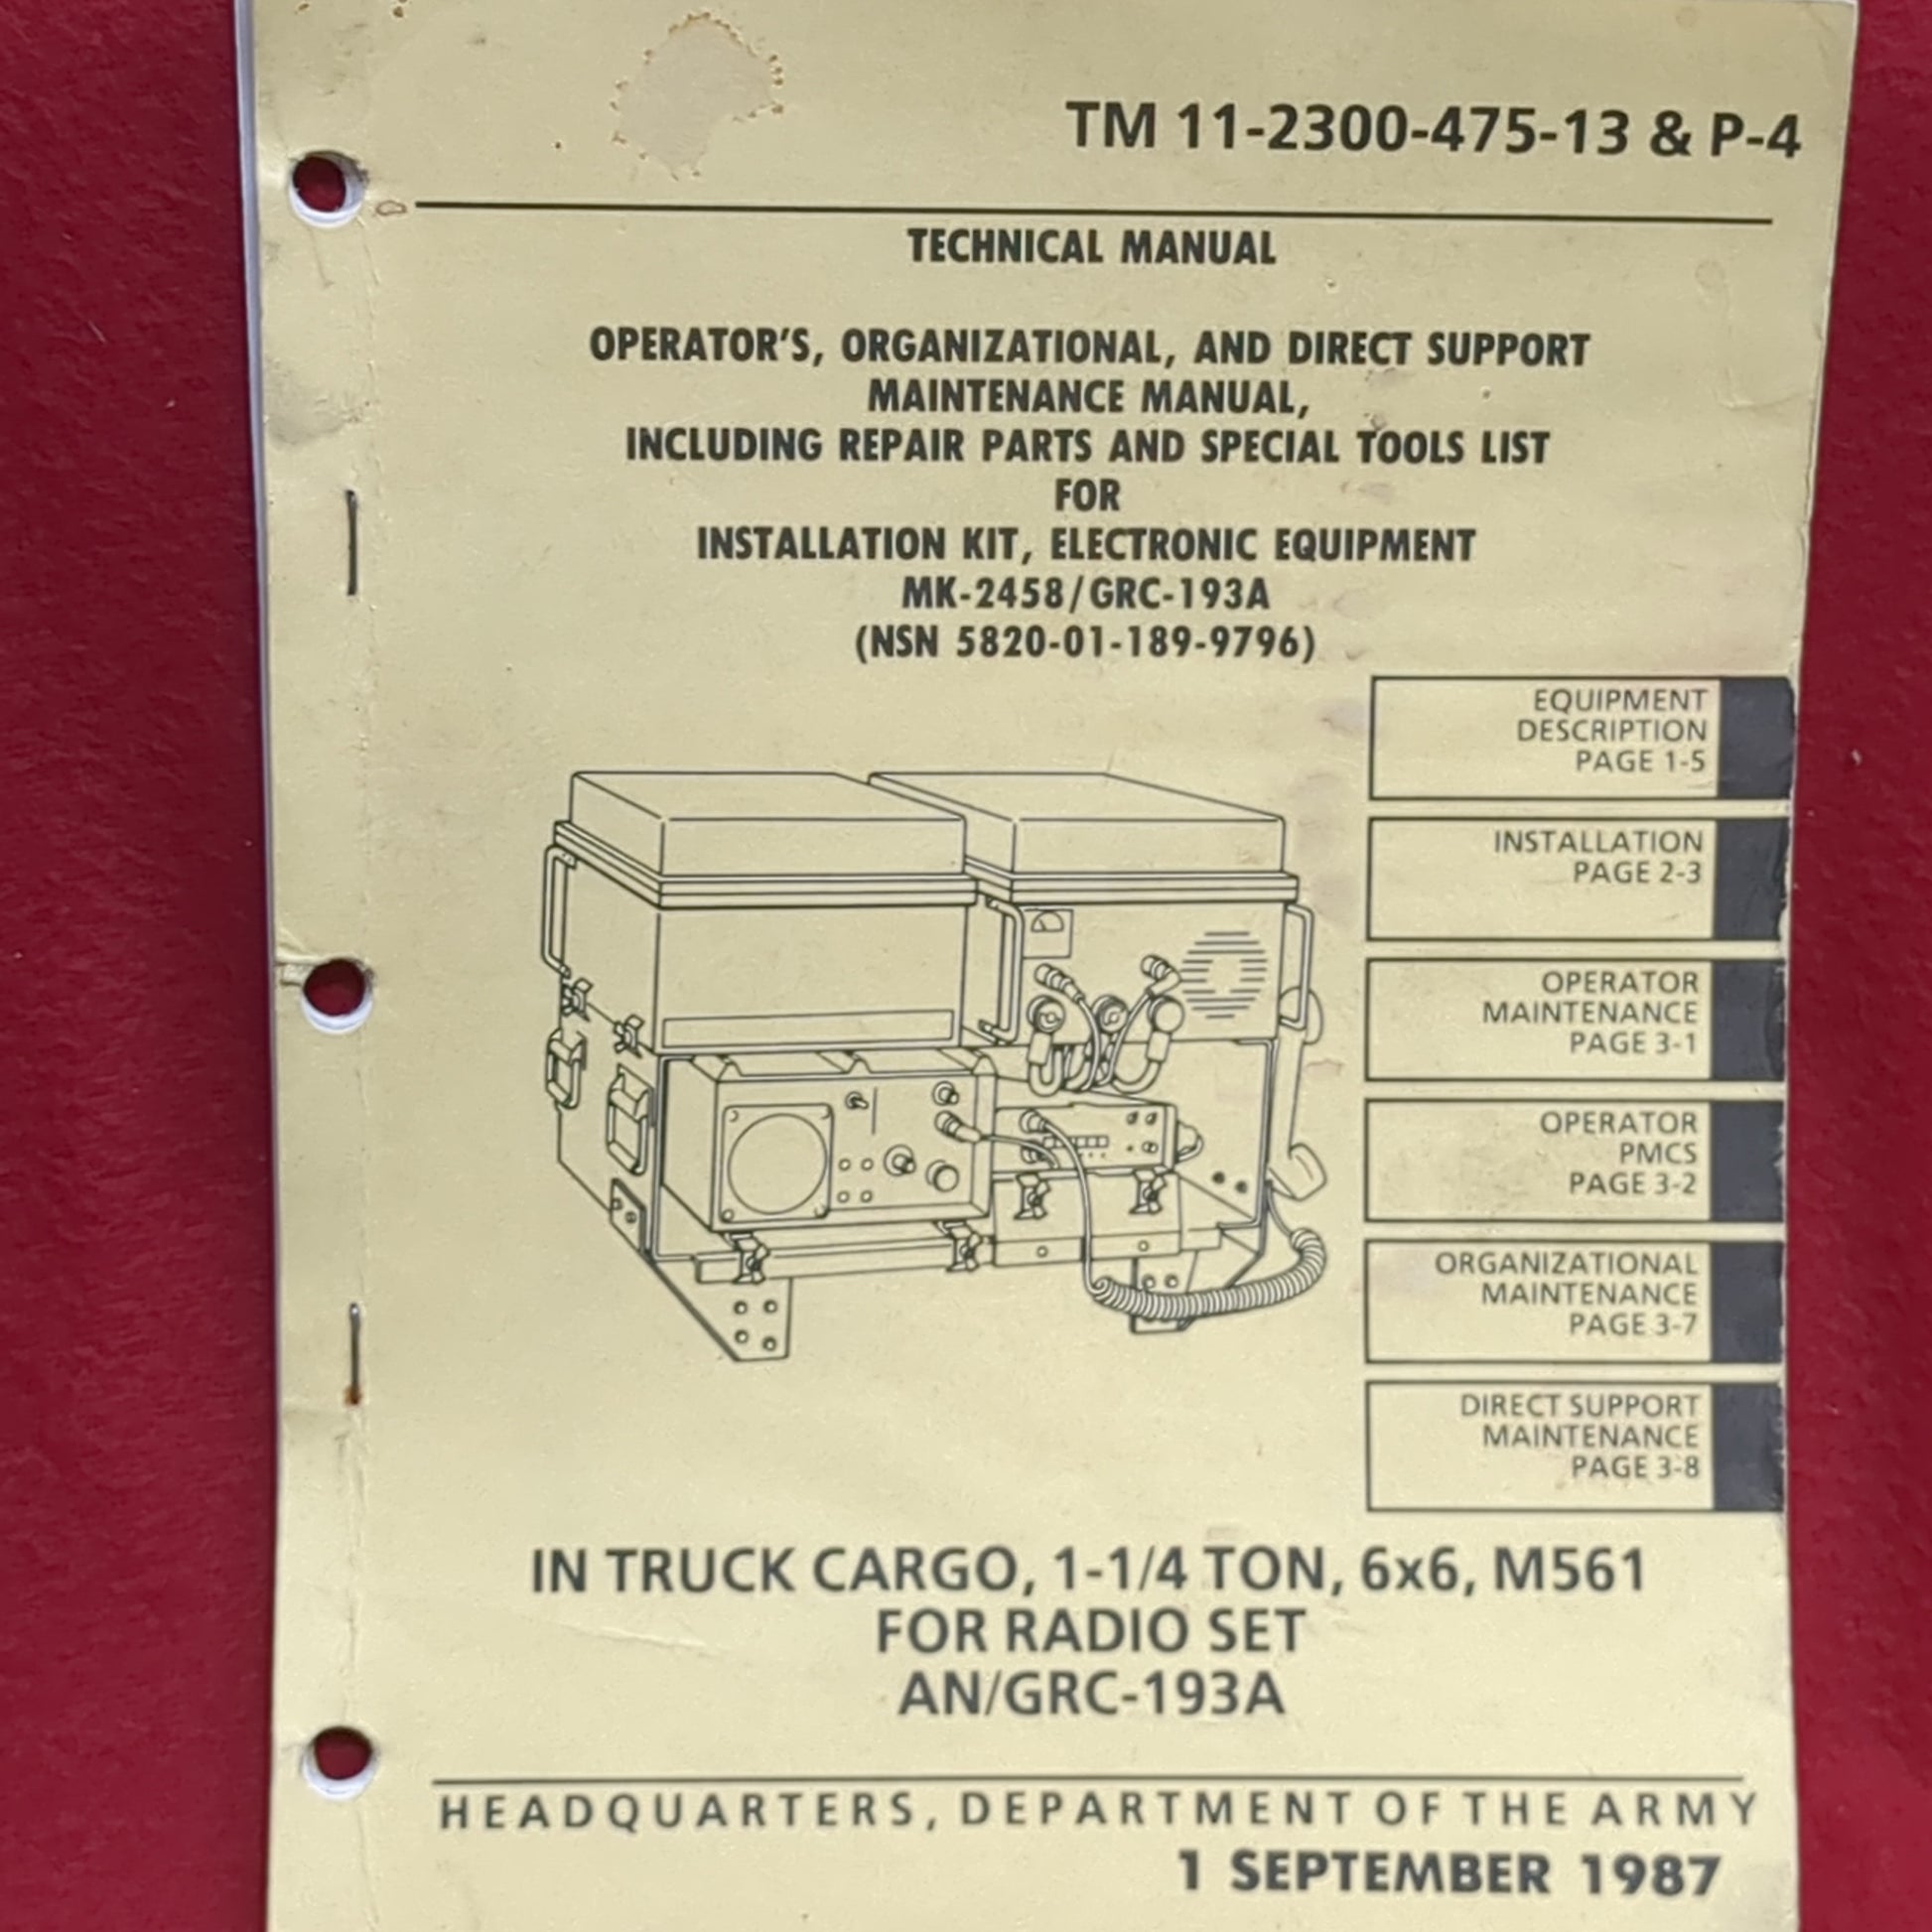 TM 11-2300-475-13 & P-4
TECHNICAL MANUAL
OPERATOR'S, ORGANIZATIONAL, AND DIRECT SUPPORT
MAINTENANCE MANUAL,
INCLUDING REPAIR PARTS AND SPECIAL TOOLS LIST
FOR
INSTALLATION KIT, ELECTRONIC EQUIPMENT
MK-2458/GRC-193A
(NSN 5820-01-189-9796)
EQUIPMENT
DESCRIPTION
PAGE 1-5
INSTALLATION
PAGE 2-3
OPERATOR
MAINTENANCE
PAGE 3-1
OPERATOR
PMCS
PAGE 3-2
ORGANIZATIONAL
MAINTENANCE
PAGE 3-7
DIRECT SUPPORT
MAINTENANCE
PAGE 3-8
IN TRUCK CARGO, 1-1/4 TON, 6x6, M561
FOR RADIO SET
AN/GRC-193A
HEADQUARTERS, DEPARTMENT OF THE ARMY
1 SEPTEMBER 1987